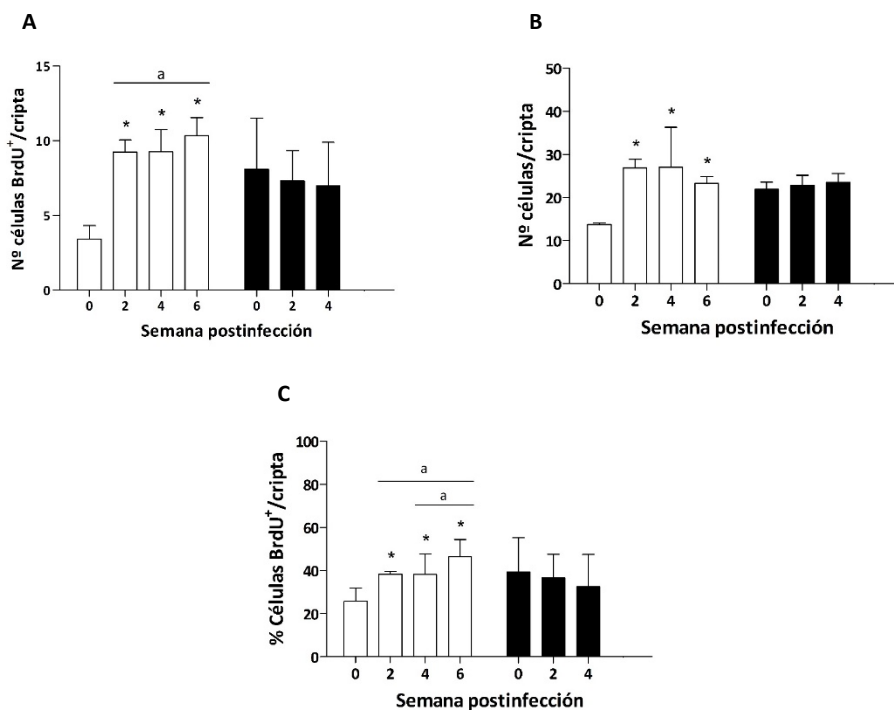 A
Nº células BrdU⁺/cripta
15
10
5
0
a
* * *
0 2 4 6 0 2 4
Semana postinfección
B
Nº células/cripta
50
40
30
20
10
0
* * *
0 2 4 6 0 2 4
Semana postinfección
C
% Células BrdU⁺/cripta
100
80
60
40
20
0
a
a
* * *
0 2 4 6 0 2 4
Semana postinfección